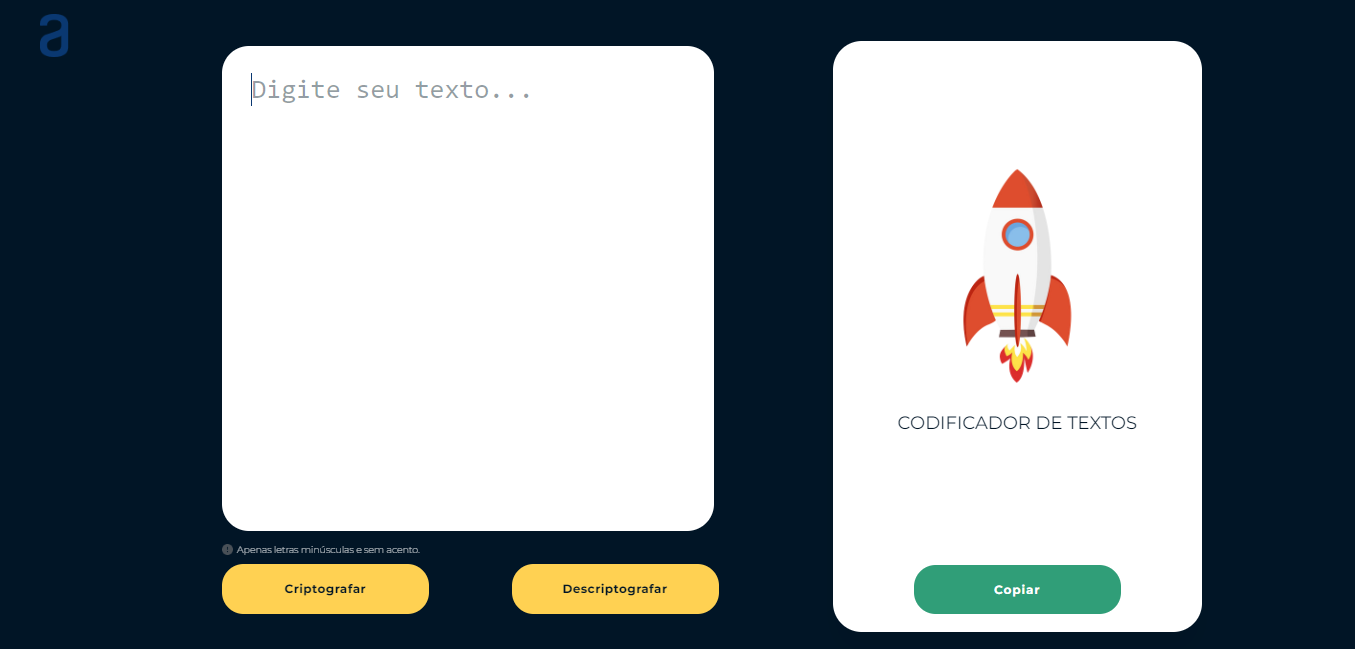 a
Digite seu texto...
CODIFICADOR DE TEXTOS
Apenas letras minúsculas e sem acento.
Criptografar
Descriptografar
Copiar